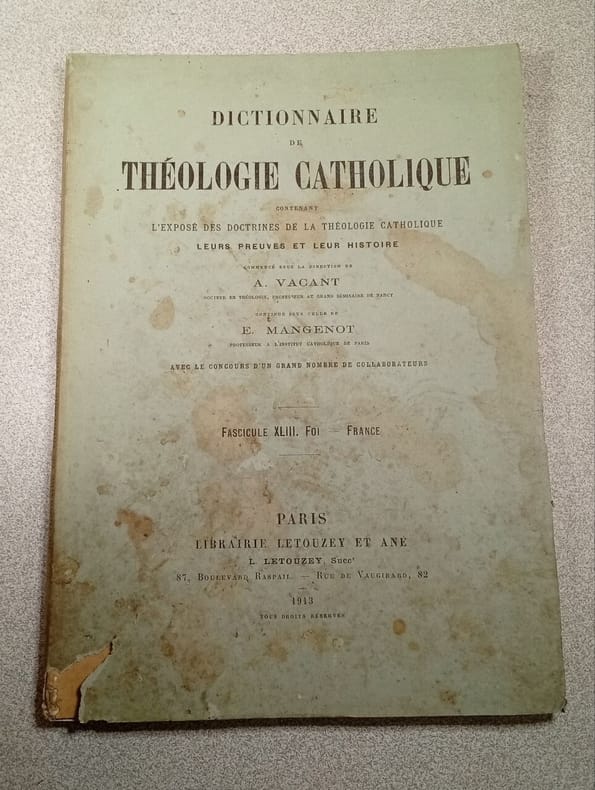 DICTIONNAIRE
DE
THÉOLOGIE CATHOLIQUE
CONTENANT
L'EXPOSÉ DES DOCTRINES DE LA THÉOLOGIE CATHOLIQUE
LEURS PREUVES ET LEUR HISTOIRE
COMMENCÉ SOUS LA DIRECTION DE
A. VACANT
DOCTEUR EN THÉOLOGIE, PROFESSEUR AU GRAND SÉMINAIRE DE NANCY
CONTINUÉ SOUS CELLE DE
E. MANGENOT
PROFESSEUR A L'INSTITUT CATHOLIQUE DE PARIS
AVEC LE CONCOURS D'UN GRAND NOMBRE DE COLLABORATEURS
FASCICULE XLIII. FOI — FRANCE
PARIS
LIBRAIRIE LETOUZEY ET ANE
L. LETOUZEY, Succr
87, BOULEVARD RASPAIL. — RUE DE VAUGIRARD, 82
1913
TOUS DROITS RÉSERVÉS